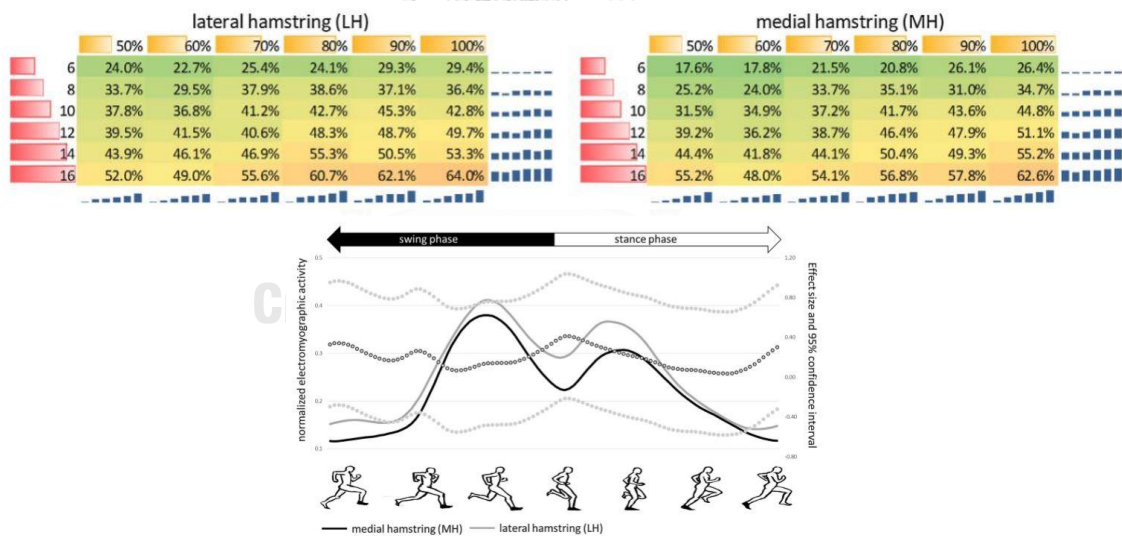 lateral hamstring (LH)
50% 60% 70% 80% 90% 100%
6 24.0% 22.7% 25.4% 24.1% 29.3% 29.4%
8 33.7% 29.5% 37.9% 38.6% 37.1% 36.4%
10 37.8% 36.8% 41.2% 42.7% 45.3% 42.8%
12 39.5% 41.5% 40.6% 48.3% 48.7% 49.7%
14 43.9% 46.1% 46.9% 55.3% 50.5% 53.3%
16 52.0% 49.0% 55.6% 60.7% 62.1% 64.0%
medial hamstring (MH)
50% 60% 70% 80% 90% 100%
6 17.6% 17.8% 21.5% 20.8% 26.1% 26.4%
8 25.2% 24.0% 33.7% 35.1% 31.0% 34.7%
10 31.5% 34.9% 37.2% 41.7% 43.6% 44.8%
12 39.2% 36.2% 38.7% 46.4% 47.9% 51.1%
14 44.4% 41.8% 44.1% 50.4% 49.3% 55.2%
16 55.2% 48.0% 54.1% 56.8% 57.8% 62.6%
swing phase
stance phase
normalized electromyographic activity
0.5
0.4
0.3
0.2
0.1
1.20
0.80
0.40
0.00
-0.40
-0.80
Effect size and 95% confidence interval
medial hamstring (MH)
lateral hamstring (LH)